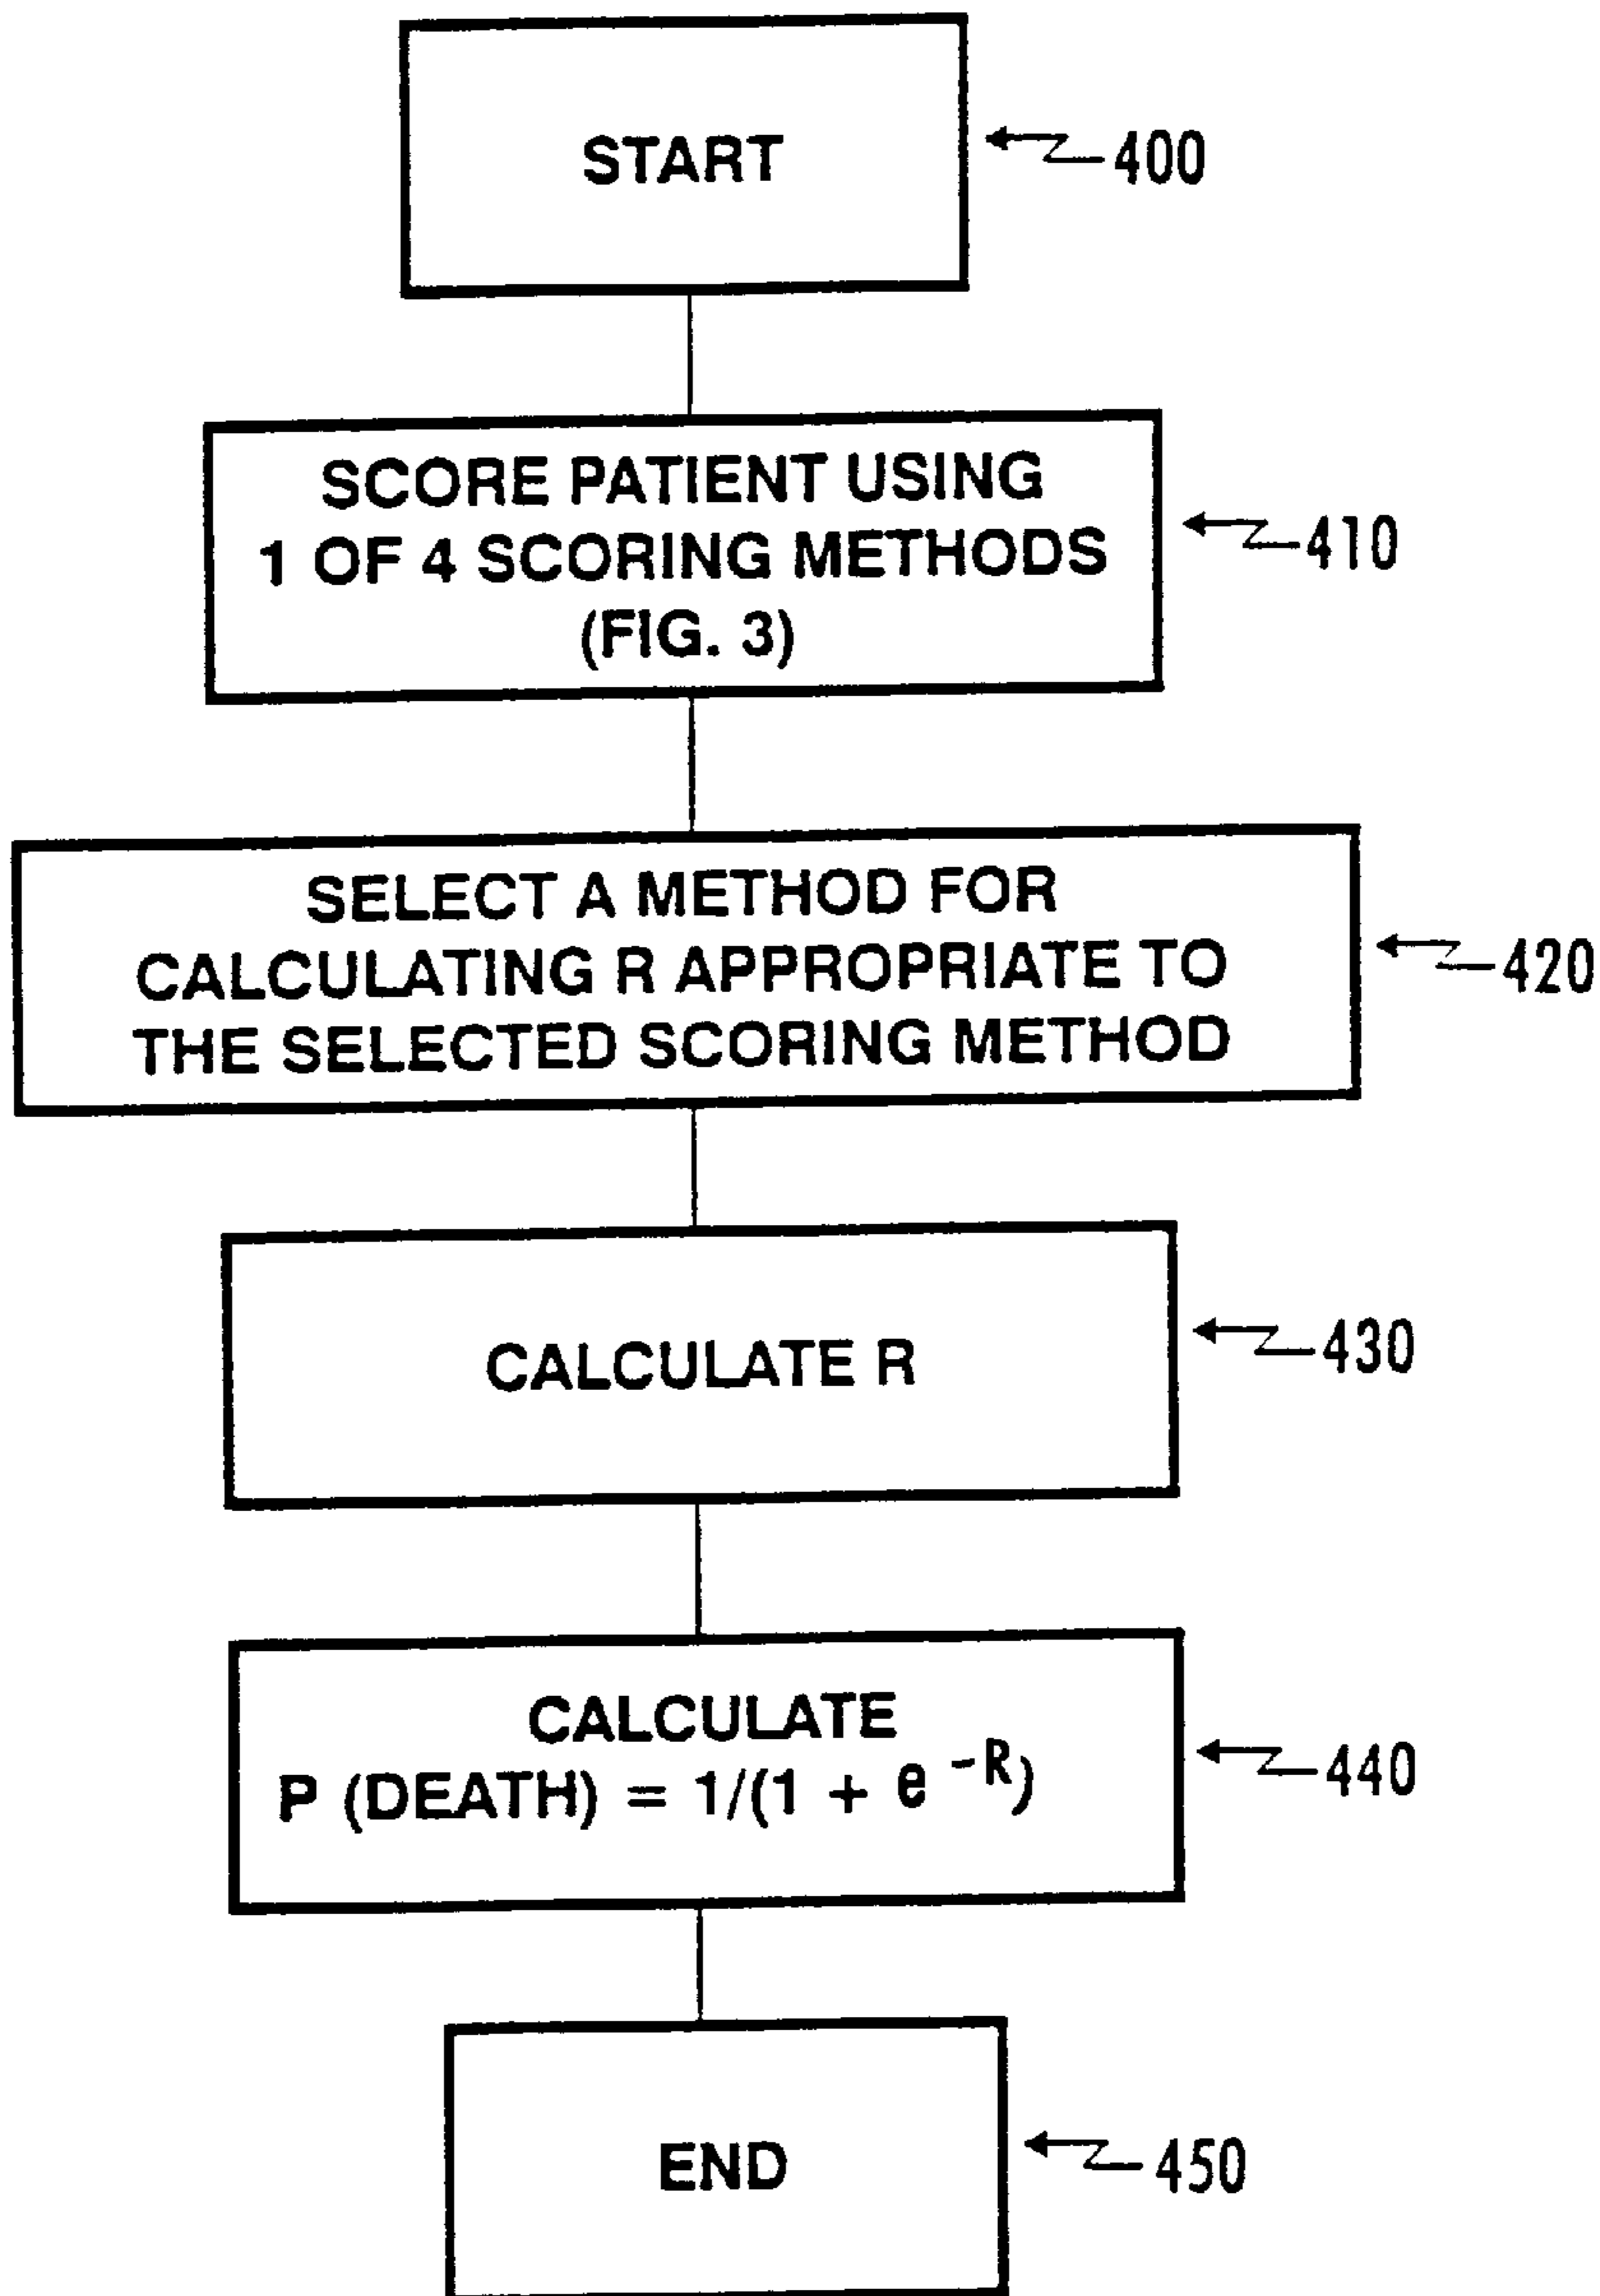 START
400
SCORE PATIENT USING
1 OF 4 SCORING METHODS
(FIG. 3)
410
SELECT A METHOD FOR
CALCULATING R APPROPRIATE TO
THE SELECTED SCORING METHOD
420
CALCULATE R
430
CALCULATE
P (DEATH) = 1/(1 + e -R)
440
END
450